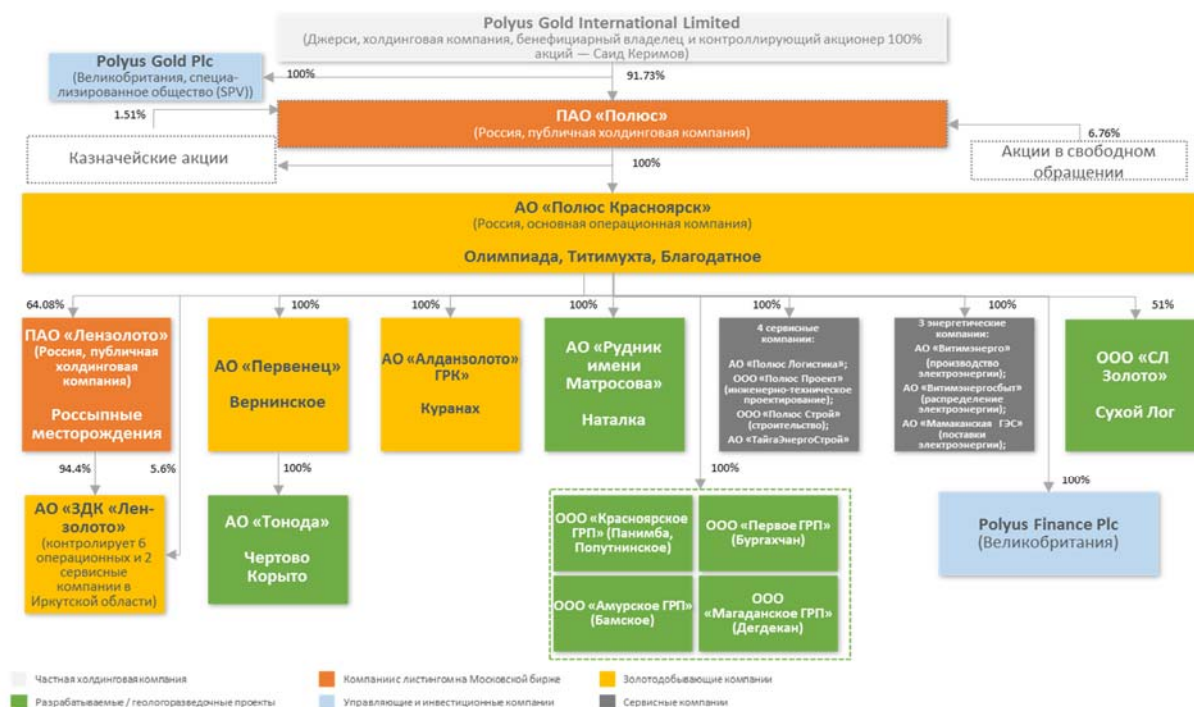 Polyus Gold International Limited
(Джерси, холдинговая компания, бенефициарный владелец и контролирующий акционер 100%
акций — Саид Керимов)
Polyus Gold Plc
(Великобритания, специа-
лизированное общество (SPV))
100%
91.73%
1.51%
ПАО «Полюс»
(Россия, публичная холдинговая компания)
6.76%
Казначейские акции
100%
Акции в свободном
обращении
АО «Полюс Красноярск»
(Россия, основная операционная компания)
Олимпиада, Титимухта, Благодатное
64.08%
100%
100%
100%
100%
100%
51%
ПАО «Лензолото»
(Россия, публичная
холдинговая
компания)
Россыпные
месторождения
АО «Первенец»
Вернинское
АО «Алданзолото»
ГРК»
Куранах
АО «Рудник
имени
Матросова»
Наталка
4 сервисные
компании:
АО «Полюс Логистика»;
ООО «Полюс Проект»
(инженерно-техническое
проектирование);
ООО «Полюс Строй»
(строительство);
АО «ТайгаЭнергоСтрой»
3 энергетические
компании:
АО «Витимэнерго»
(производство
электроэнергии);
АО «Витимэнергосбыт»
(распределение
электроэнергии);
АО «Мамаканская ГЭС»
(поставки
электроэнергии);
ООО «СЛ
Золото»
Сухой Лог
94.4%
5.6%
100%
100%
100%
АО «ЗДК «Лен-
золото»
(контролирует 6
операционных и 2
сервисные
компании в
Иркутской области)
АО «Тонода»
Чертово
Корыто
ООО «Красноярское
ГРП» (Панимба,
Попутнинское)
ООО «Первое ГРП»
(Бургахчан)
ООО «Амурское ГРП»
(Бамское)
ООО
«Магаданское ГРП»
(Дегдекан)
Polyus Finance Plc
(Великобритания)
Частная холдинговая компания
Компании с листингом на Московской бирже
Золотодобывающие компании
Разрабатываемые / геологоразведочные проекты
Управляющие и инвестиционные компании
Сервисные компании